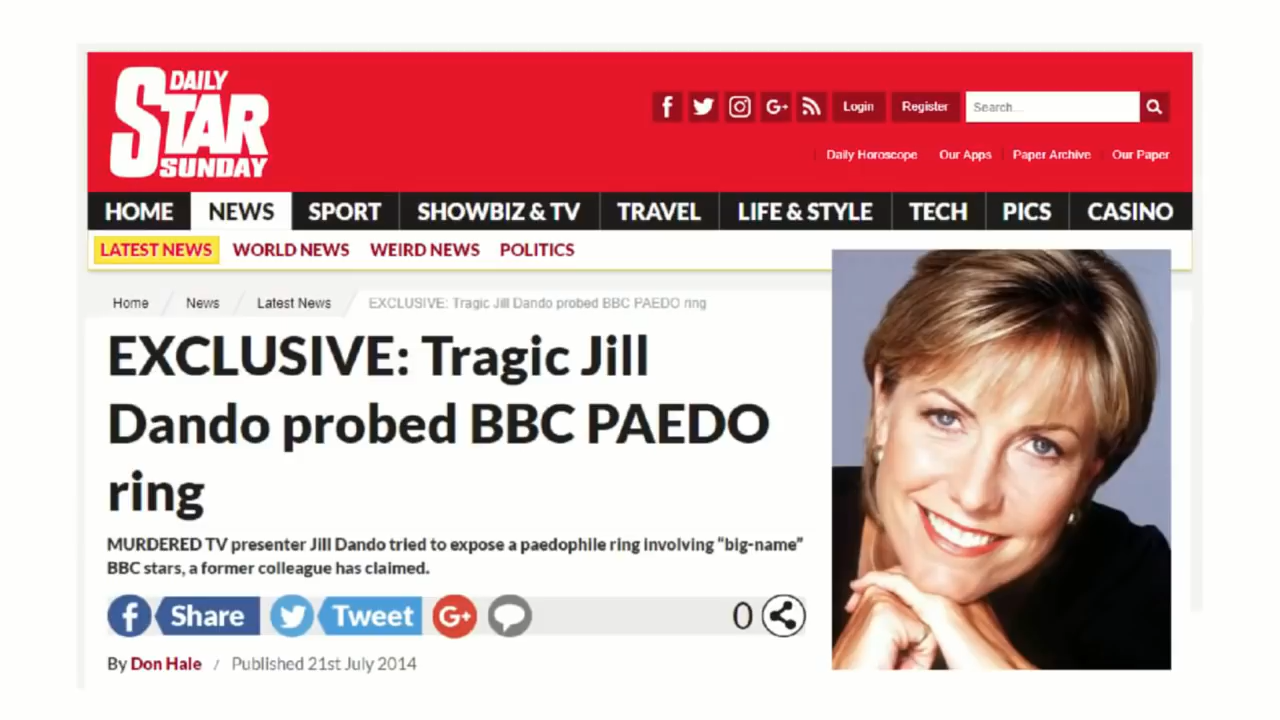 DAILY
STAR
SUNDAY
Login
Register
Search...
Daily Horoscope
Our Apps
Paper Archive
Our Paper
HOME NEWS SPORT SHOWBIZ & TV TRAVEL LIFE & STYLE TECH PICS CASINO
LATEST NEWS WORLD NEWS WEIRD NEWS POLITICS
Home / News / Latest News / EXCLUSIVE: Tragic Jill Dando probed BBC PAEDO ring
EXCLUSIVE: Tragic Jill
Dando probed BBC PAEDO
ring
MURDERED TV presenter Jill Dando tried to expose a paedophile ring involving “big-name”
BBC stars, a former colleague has claimed.
Share Tweet G+ 0
By Don Hale / Published 21st July 2014